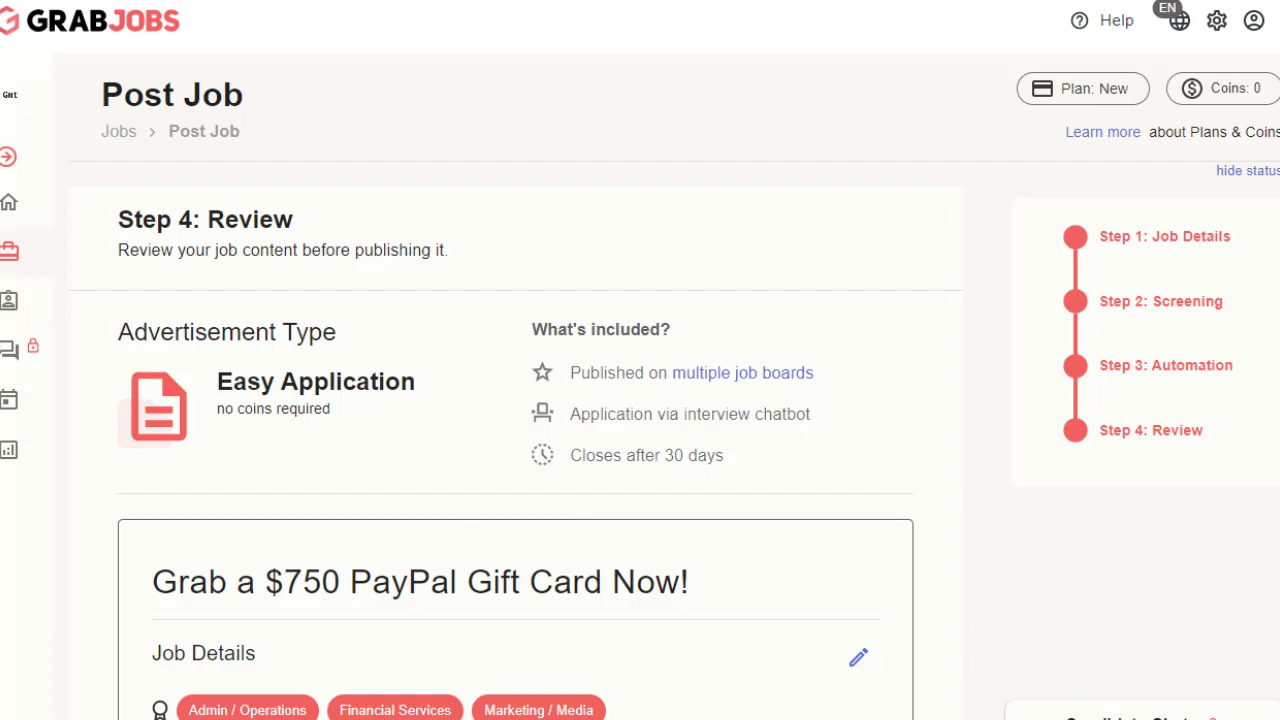 GRABJOBS
Help
EN
Gmt
Post Job
Plan: New
Coins: 0
Jobs > Post Job
Learn more about Plans & Coins
hide status
Step 4: Review
Review your job content before publishing it.
Step 1: Job Details
Step 2: Screening
Step 3: Automation
Step 4: Review
Advertisement Type
Easy Application
no coins required
What's included?
Published on multiple job boards
Application via interview chatbot
Closes after 30 days
Grab a $750 PayPal Gift Card Now!
Job Details
Admin / Operations
Financial Services
Marketing / Media